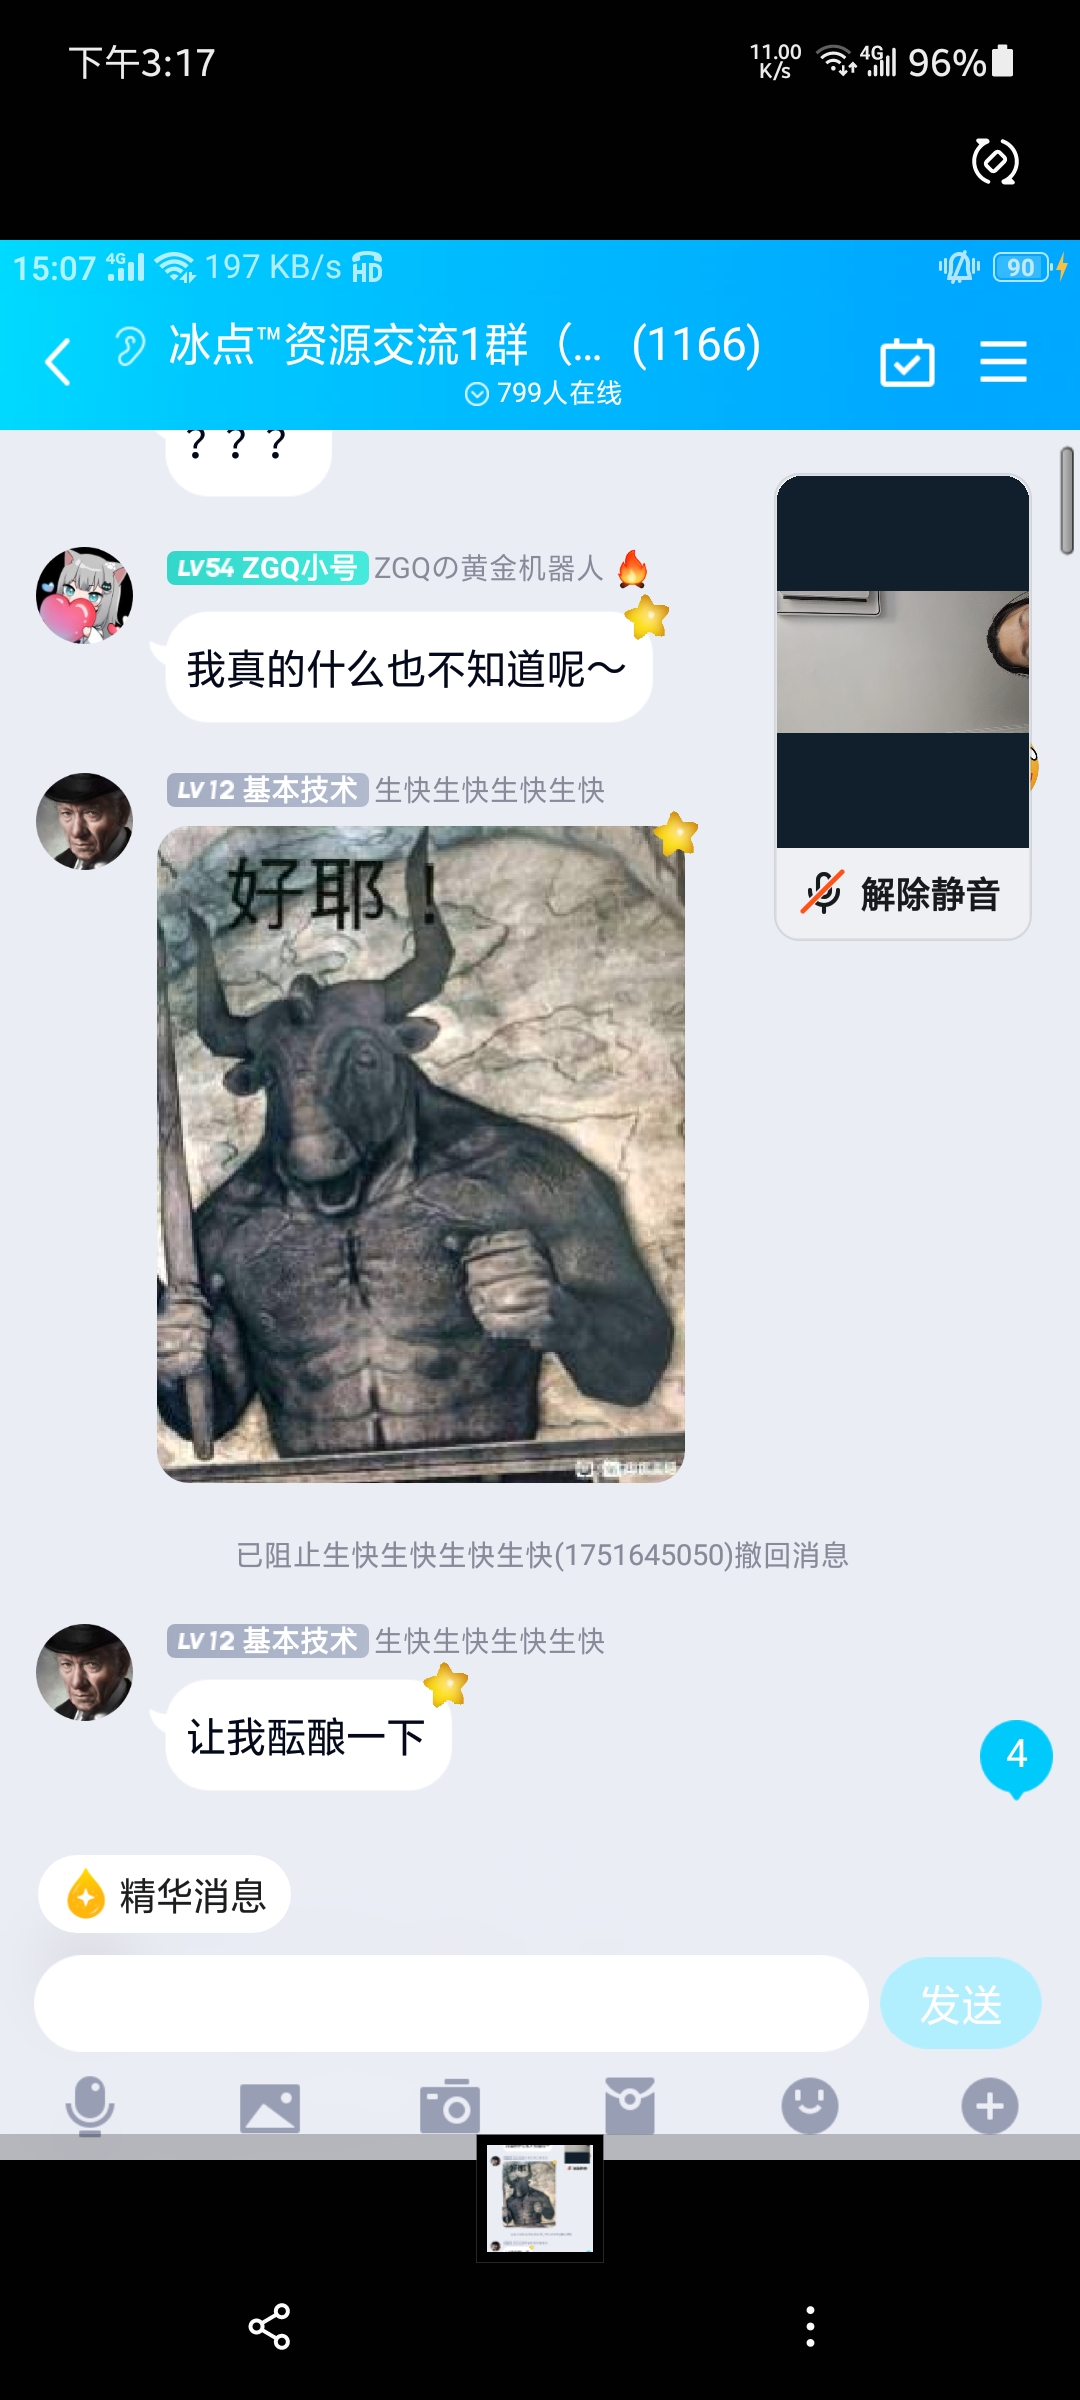 下午3:17
11.00 K/s 4G 96%
15:07 4G 197 KB/s HD 90
冰点™资源交流1群（... (1166)
799人在线
？？？
LV54 ZGQ小号 ZGQの黄金机器人
我真的什么也不知道呢～
解除静音
LV12 基本技术 生快生快生快生快
好耶！
已阻止生快生快生快生快(1751645050)撤回消息
LV12 基本技术 生快生快生快生快
让我酝酿一下
4
精华消息
发送